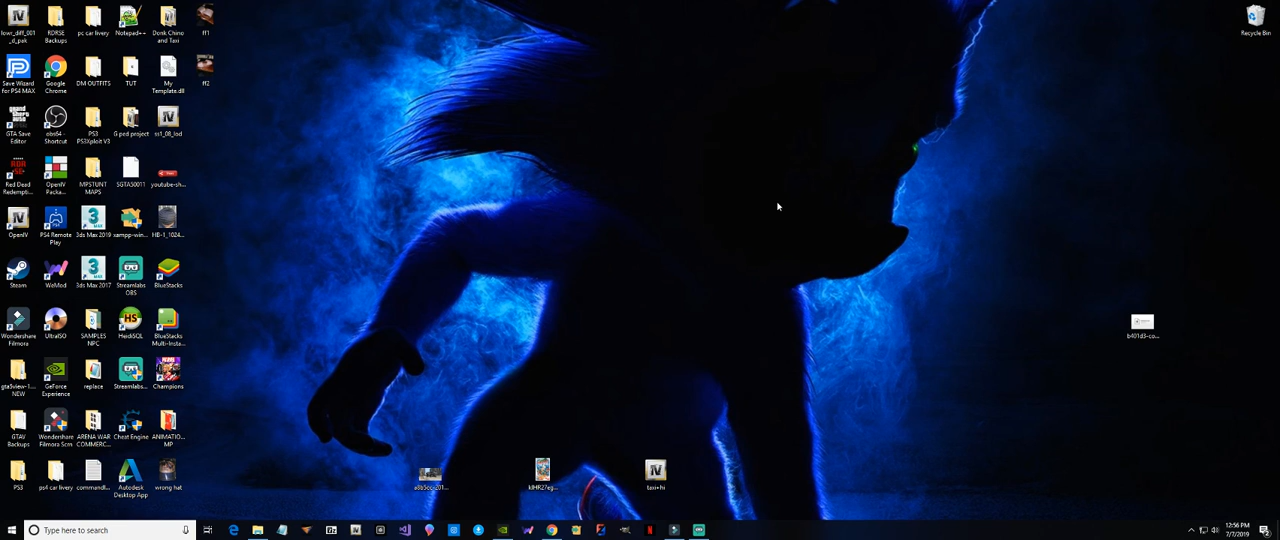 lowr_diff_001
_d_pak
RDRSE
Backups
pc car livery
Notepad++
Donk Chino
and Taxi
ff1
Recycle Bin
Save Wizard
for PS4 MAX
Google
Chrome
DM OUTFITS
TUT
My
Template.dll
ff2
GTA Save
Editor
obs64 -
Shortcut
PS3
PS3Xploit V3
G ped project
ss1_08_lod
Red Dead
Redempti...
OpenIV
Packa...
MPSTUNT
MAPS
SGTA50011
youtube-sh...
OpenIV
PS4 Remote
Play
3ds Max 2019
xampp-win...
HB-1_1024...
Steam
WeMod
3ds Max 2017
Streamlabs
OBS
BlueStacks
Wondershare
Filmora
UltraISO
SAMPLES
NPC
HeidiSQL
BlueStacks
Multi-Insta...
b401d3-co...
gta5view-1....
NEW
GeForce
Experience
replace
Streamlabs...
Champions
GTAV
Backups
Wondershare
Filmora Scrn
ARENA WAR
COMMERC...
Cheat Engine
ANIMATIO...
MP
PS3
ps4 car livery
commandl...
Autodesk
Desktop App
wrong hat
taxi+hi
Type here to search
12:56 PM
7/7/2019